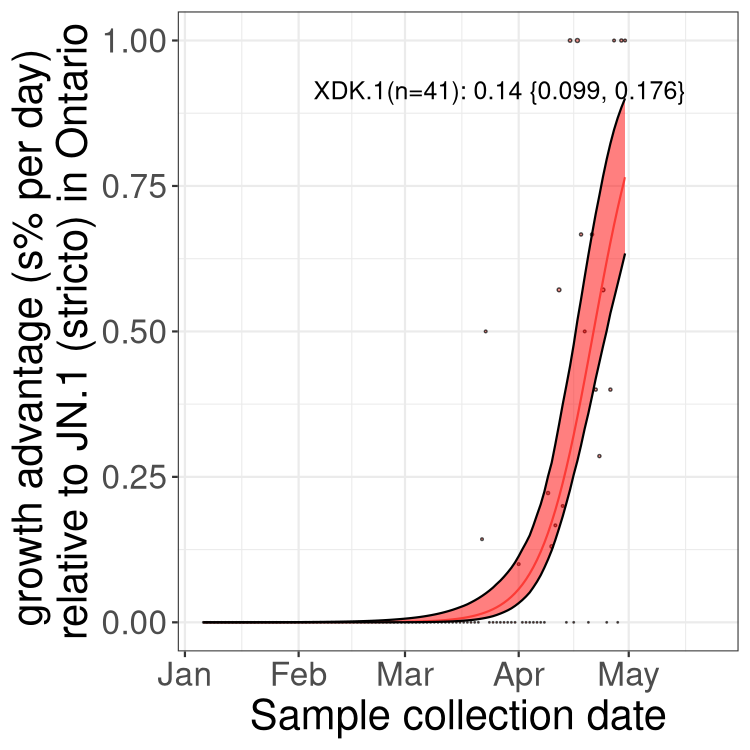 growth advantage (s% per day)
relative to JN.1 (stricto) in Ontario
1.00
0.75
0.50
0.25
0.00
XDK.1(n=41): 0.14 {0.099, 0.176}
Jan Feb Mar Apr May
Sample collection date